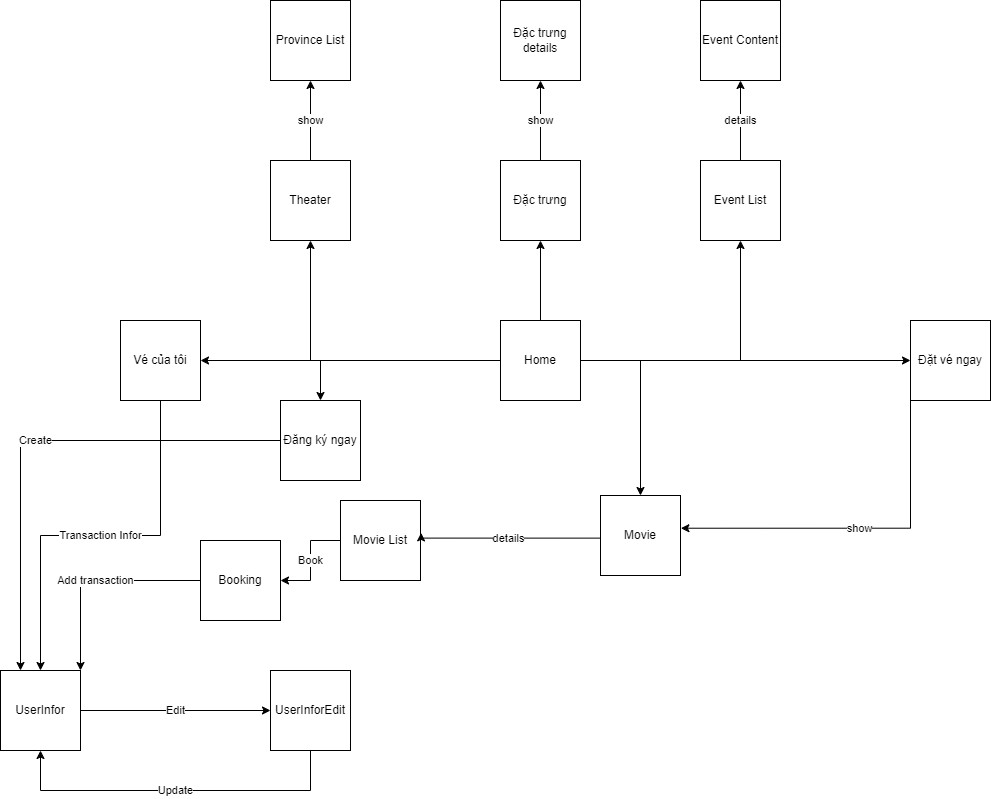 Province List
Đặc trưng
details
Event Content
show
show
details
Theater
Đặc trưng
Event List
Vé của tôi
Home
Đặt vé ngay
Create
Đăng ký ngay
Transaction Infor
Movie List
details
Movie
show
Book
Add transaction
Booking
UserInfor
Edit
UserInforEdit
Update